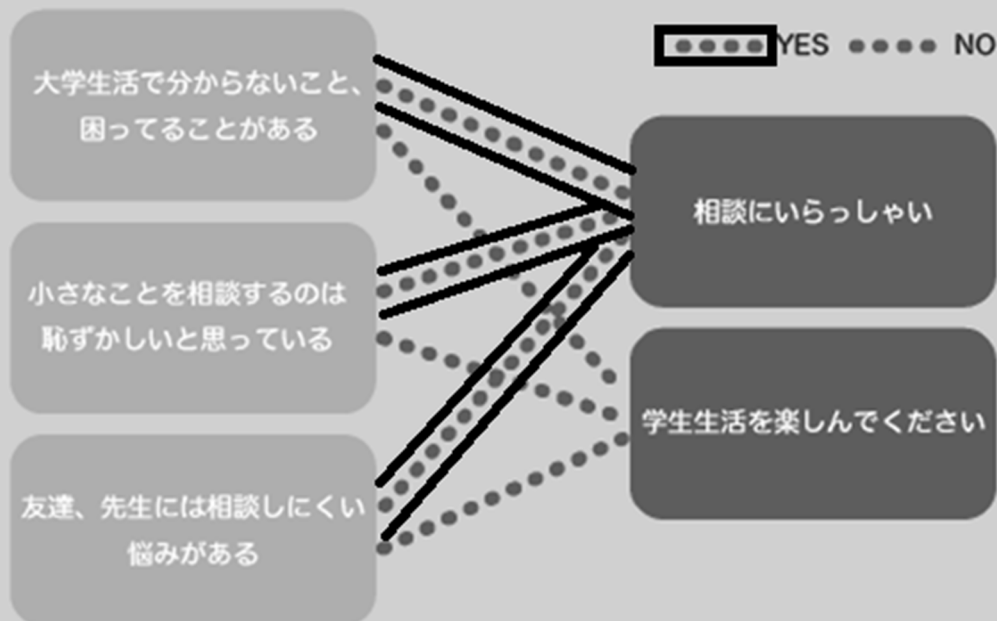 YES
NO
大学生活で分からないこと、
困ってることがある
相談にいらっしゃい
小さなことを相談するのは
恥ずかしいと思っている
学生生活を楽しんでください
友達、先生には相談しにくい
悩みがある